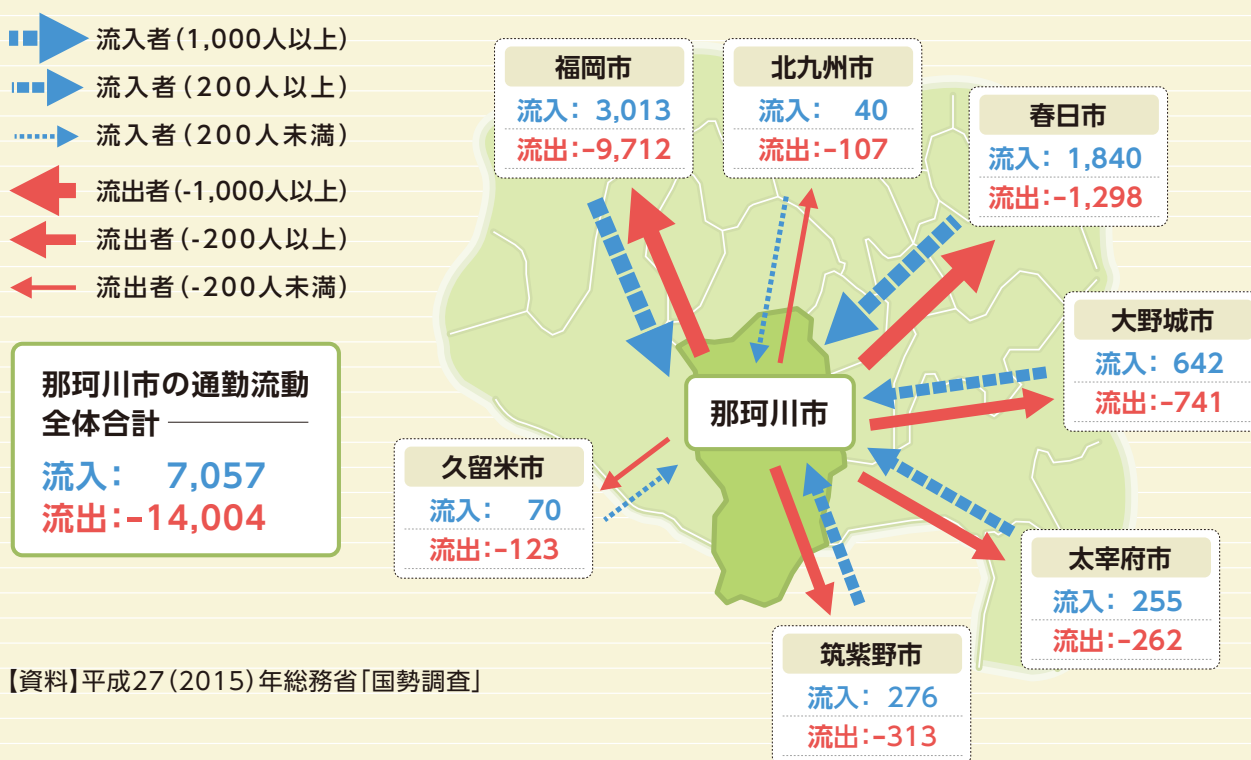 流入者(1,000人以上)
流入者(200人以上)
流入者(200人未満)
流出者(-1,000人以上)
流出者(-200人以上)
流出者(-200人未満)
那珂川市の通勤流動
全体合計
流入： 7,057
流出：-14,004
福岡市
流入： 3,013
流出：-9,712
北九州市
流入： 40
流出：-107
春日市
流入： 1,840
流出：-1,298
大野城市
流入： 642
流出：-741
那珂川市
久留米市
流入： 70
流出：-123
太宰府市
流入： 255
流出：-262
筑紫野市
流入： 276
流出：-313
【資料】平成27(2015)年総務省「国勢調査」